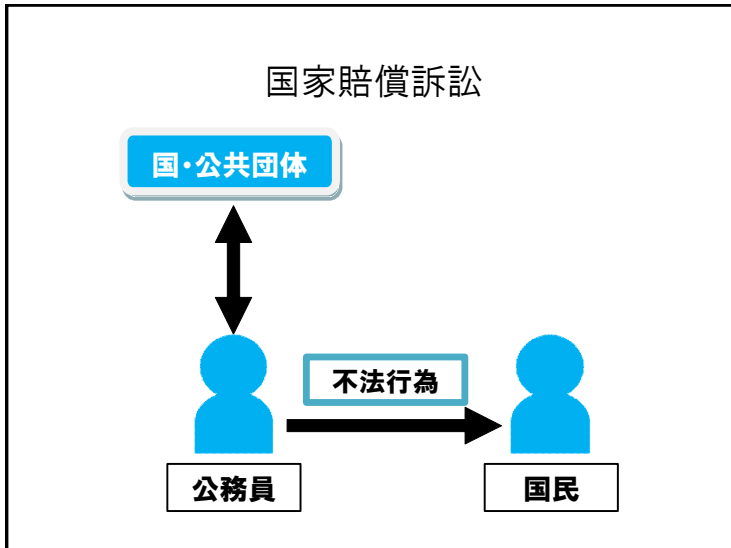 国家賠償訴訟
国・公共団体
不法行為
公務員
国民